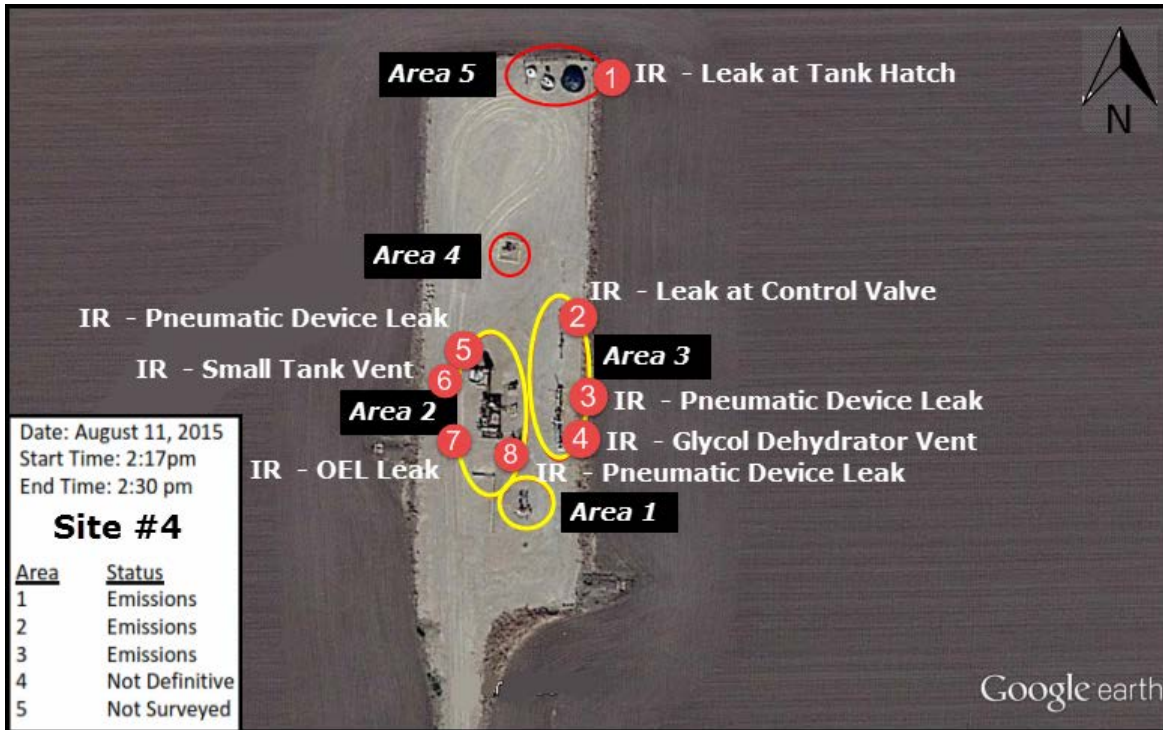 Area 5
1 IR - Leak at Tank Hatch
N
Area 4
IR - Leak at Control Valve
2
IR - Pneumatic Device Leak
5
Area 3
IR - Small Tank Vent
6
3 IR - Pneumatic Device Leak
Area 2
4 IR - Glycol Dehydrator Vent
7
IR - OEL Leak
8
IR - Pneumatic Device Leak
Area 1
Date: August 11, 2015
Start Time: 2:17pm
End Time: 2:30 pm
Site #4
Area Status
1 Emissions
2 Emissions
3 Emissions
4 Not Definitive
5 Not Surveyed
Google earth